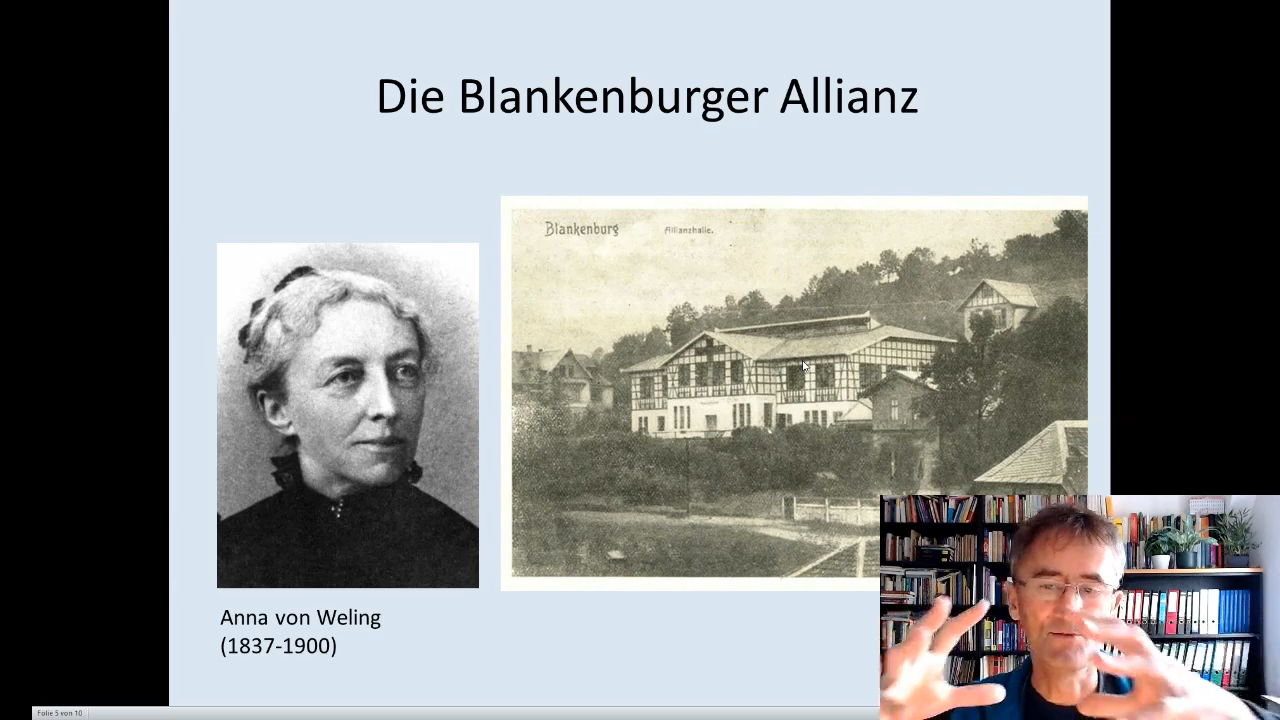 Die Blankenburger Allianz
Blankenburg Allianzhalle.
Anna von Weling
(1837-1900)
Folie 5 von 10